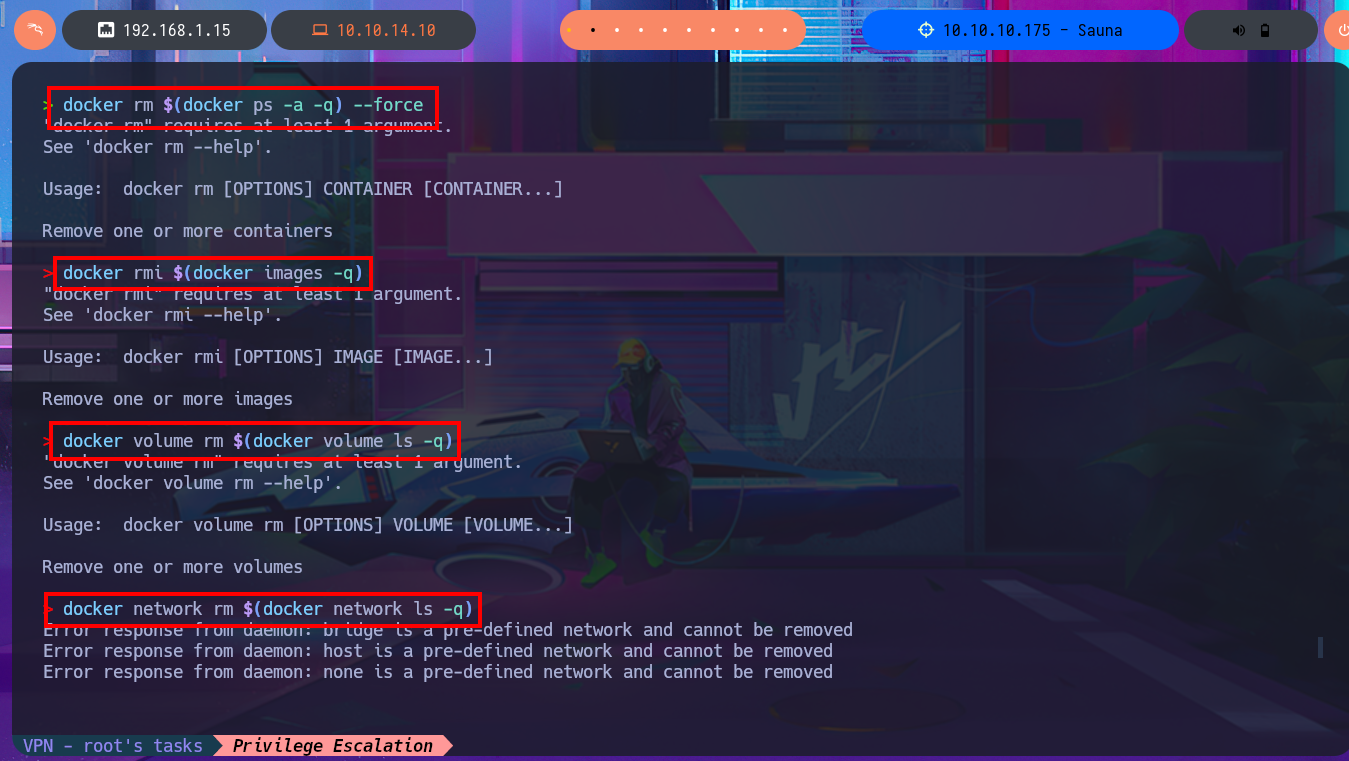 192.168.1.15
10.10.14.10
10.10.10.175 - Sauna
> docker rm $(docker ps -a -q) --force
"docker rm" requires at least 1 argument.
See 'docker rm --help'.
Usage:  docker rm [OPTIONS] CONTAINER [CONTAINER...]
Remove one or more containers
> docker rmi $(docker images -q)
"docker rmi" requires at least 1 argument.
See 'docker rmi --help'.
Usage:  docker rmi [OPTIONS] IMAGE [IMAGE...]
Remove one or more images
> docker volume rm $(docker volume ls -q)
"docker volume rm" requires at least 1 argument.
See 'docker volume rm --help'.
Usage:  docker volume rm [OPTIONS] VOLUME [VOLUME...]
Remove one or more volumes
> docker network rm $(docker network ls -q)
Error response from daemon: bridge is a pre-defined network and cannot be removed
Error response from daemon: host is a pre-defined network and cannot be removed
Error response from daemon: none is a pre-defined network and cannot be removed
VPN - root's tasks
Privilege Escalation